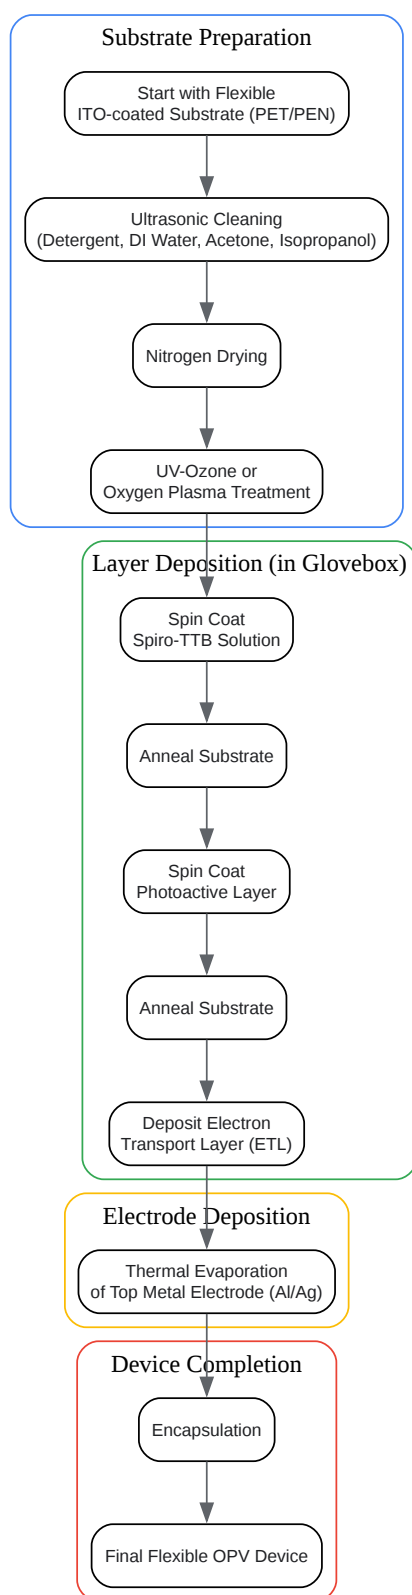 Substrate Preparation
Start with Flexible
ITO-coated Substrate (PET/PEN)
Ultrasonic Cleaning
(Detergent, DI Water, Acetone, Isopropanol)
Nitrogen Drying
UV-Ozone or
Oxygen Plasma Treatment
Layer Deposition (in Glovebox)
Spin Coat
Spiro-TTB Solution
Anneal Substrate
Spin Coat
Photoactive Layer
Anneal Substrate
Deposit Electron
Transport Layer (ETL)
Electrode Deposition
Thermal Evaporation
of Top Metal Electrode (Al/Ag)
Device Completion
Encapsulation
Final Flexible OPV Device